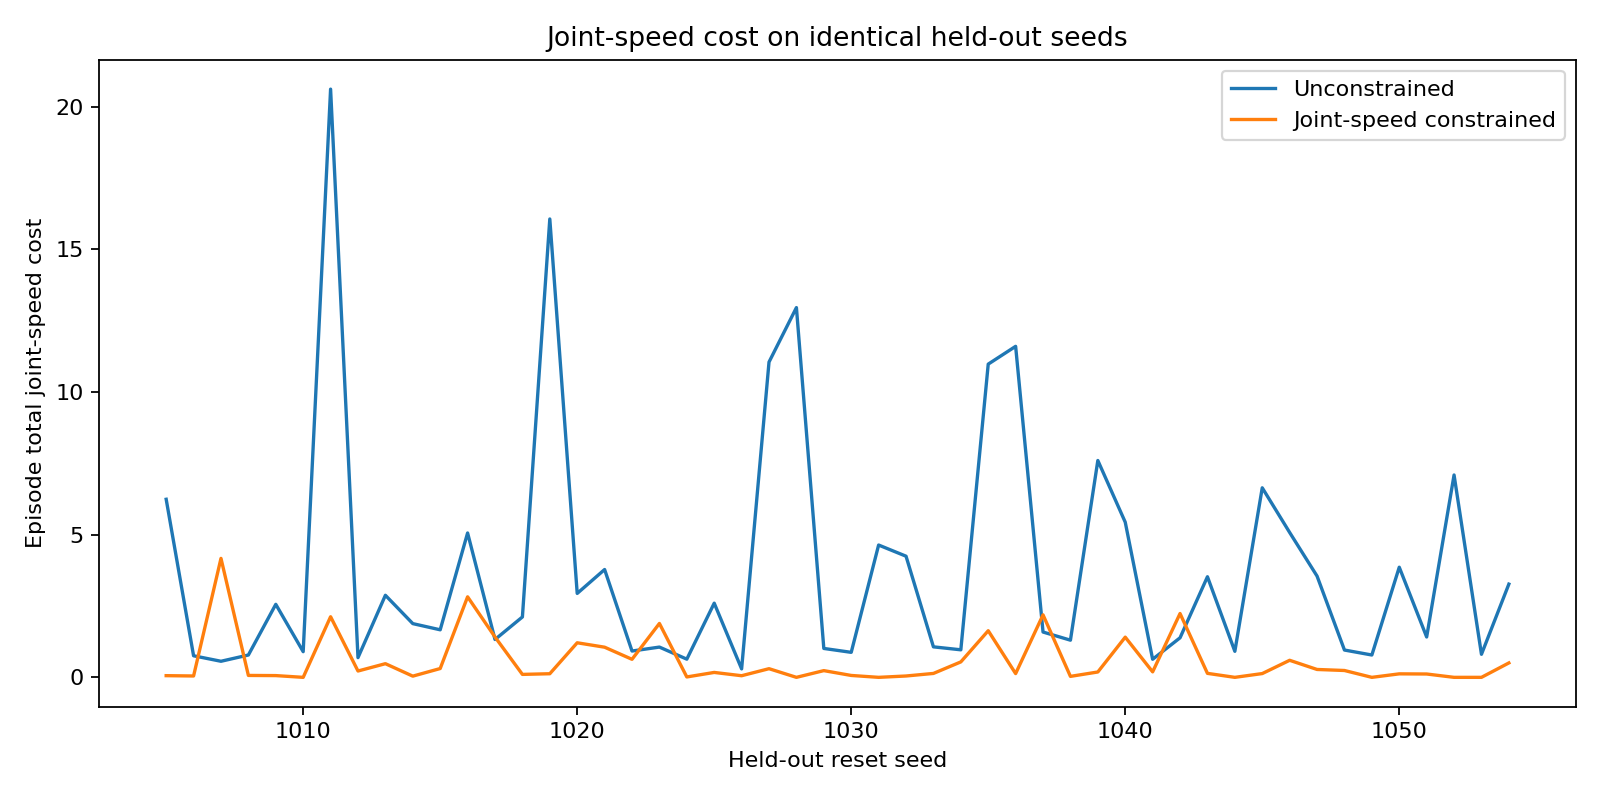 Joint-speed cost on identical held-out seeds
Unconstrained
Joint-speed constrained
Episode total joint-speed cost
20
15
10
5
0
1010
1020
1030
1040
1050
Held-out reset seed